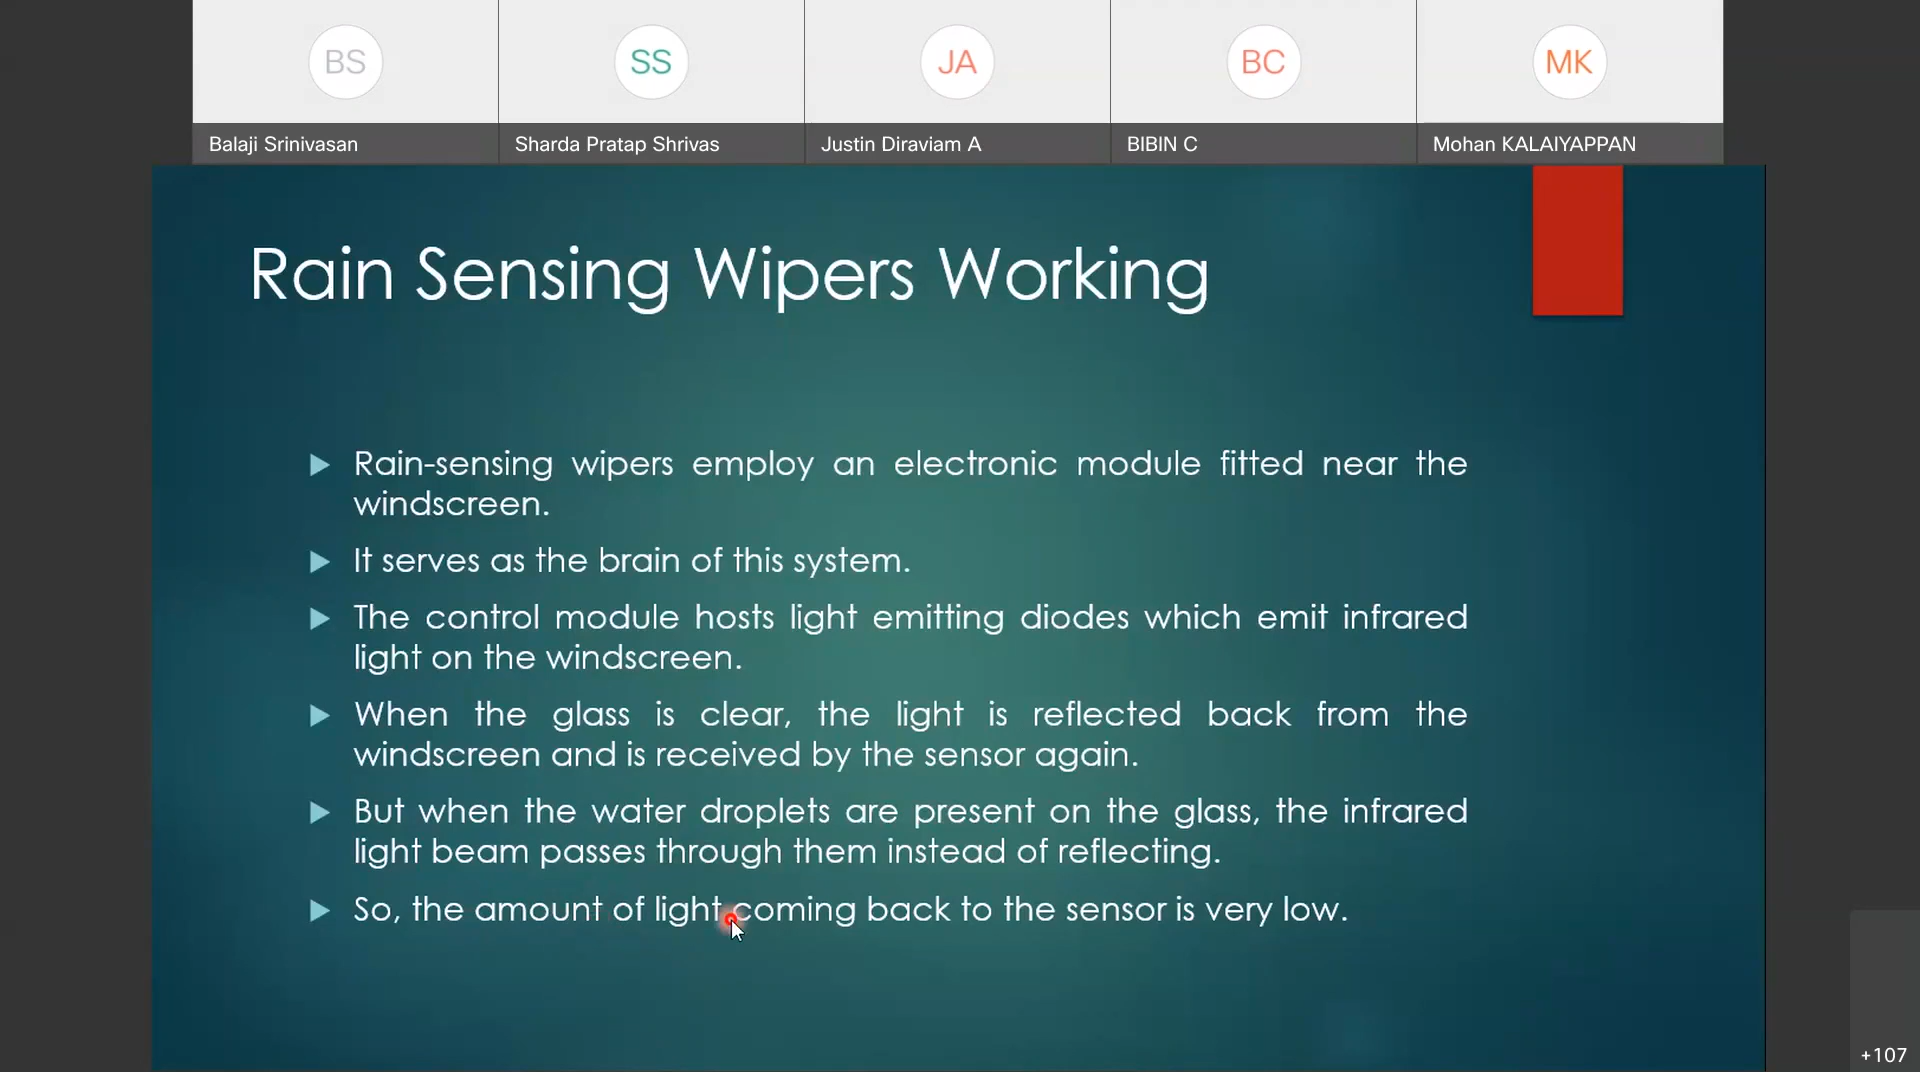 BS
SS
JA
BC
MK
Balaji Srinivasan
Sharda Pratap Shrivas
Justin Diraviam A
BIBIN C
Mohan KALAIYAPPAN
Rain Sensing Wipers Working
Rain-sensing wipers employ an electronic module fitted near the
windscreen.
It serves as the brain of this system.
The control module hosts light emitting diodes which emit infrared
light on the windscreen.
When the glass is clear, the light is reflected back from the
windscreen and is received by the sensor again.
But when the water droplets are present on the glass, the infrared
light beam passes through them instead of reflecting.
So, the amount of light coming back to the sensor is very low.
+107